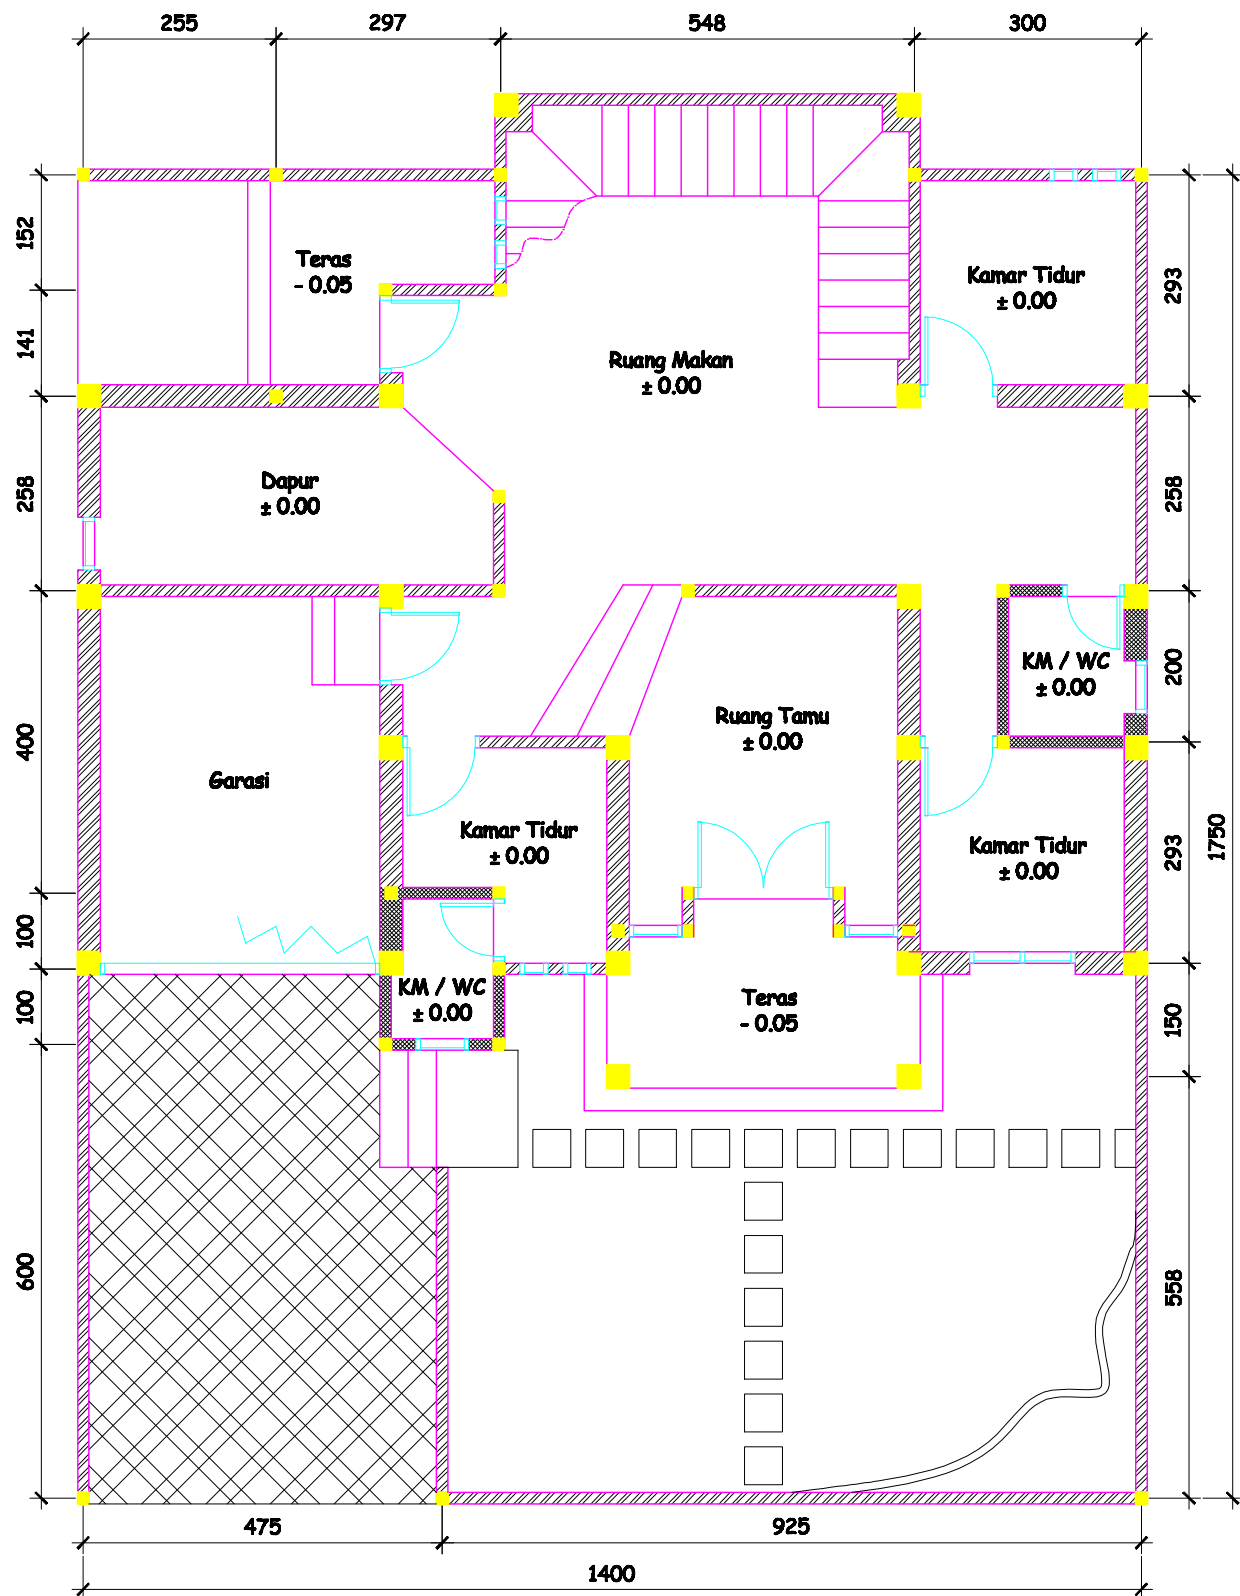 255
297
548
300
152
141
258
400
100
100
600
Teras
- 0.05
Kamar Tidur
± 0.00
Ruang Makan
± 0.00
Dapur
± 0.00
KM / WC
± 0.00
Ruang Tamu
± 0.00
Garasi
Kamar Tidur
± 0.00
Kamar Tidur
± 0.00
KM / WC
± 0.00
Teras
- 0.05
293
258
200
293
150
558
1750
475
925
1400